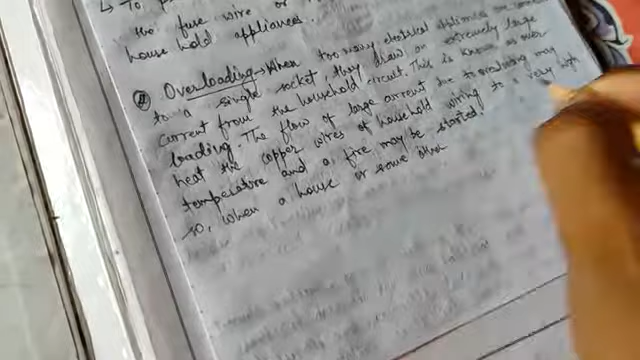 ↳ To p
the fuse wire or
house hold appliances.
Overloading → When too many electrical appliances are
to a single socket, they draw an extremely large
current from the household circuit. This is known as over
loading. The flow of large current due to overloading may
heat the copper wires of household wiring to a very high
temperature and a fire may be started.
so, when a house or some other